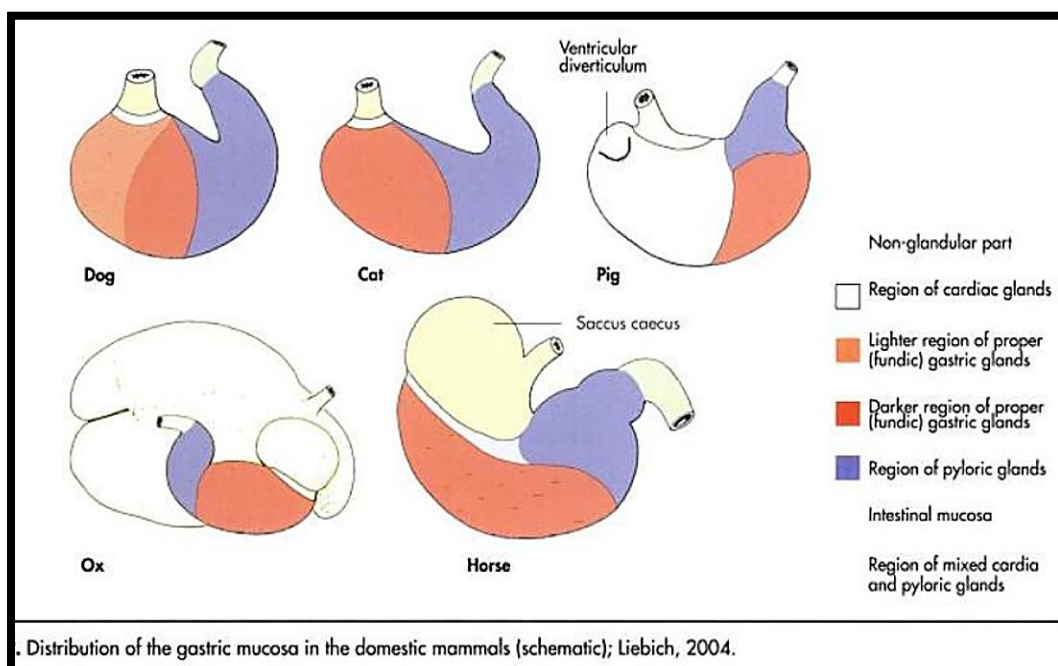 Ventricular
diverticulum
Dog
Cat
Pig
Non-glandular part
Region of cardiac glands
Lighter region of proper
(fundic) gastric glands
Darker region of proper
(fundic) gastric glands
Region of pyloric glands
Intestinal mucosa
Region of mixed cardia
and pyloric glands
Saccus caecus
Ox
Horse
. Distribution of the gastric mucosa in the domestic mammals (schematic); Liebich, 2004.